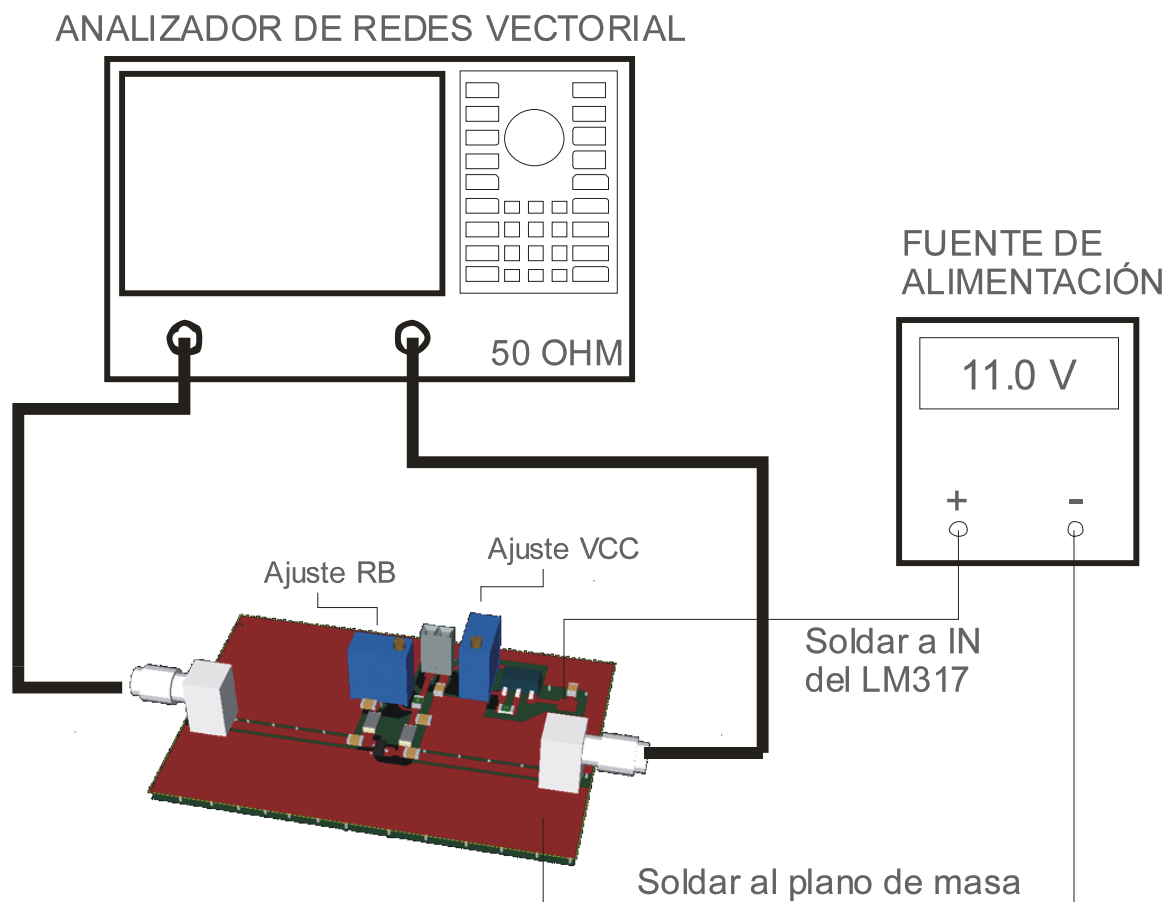 ANALIZADOR DE REDES VECTORIAL
50 OHM
FUENTE DE
ALIMENTACIÓN
11.0 V
+
-
Ajuste VCC
Ajuste RB
Soldar a IN
del LM317
Soldar al plano de masa